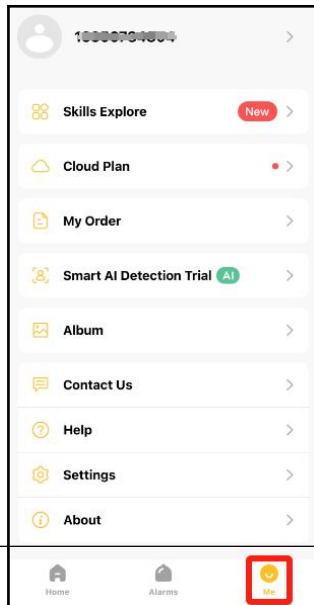 Skills Explore New
Cloud Plan
My Order
Smart AI Detection Trial AI
Album
Contact Us
Help
Settings
About
Home Alarms Me